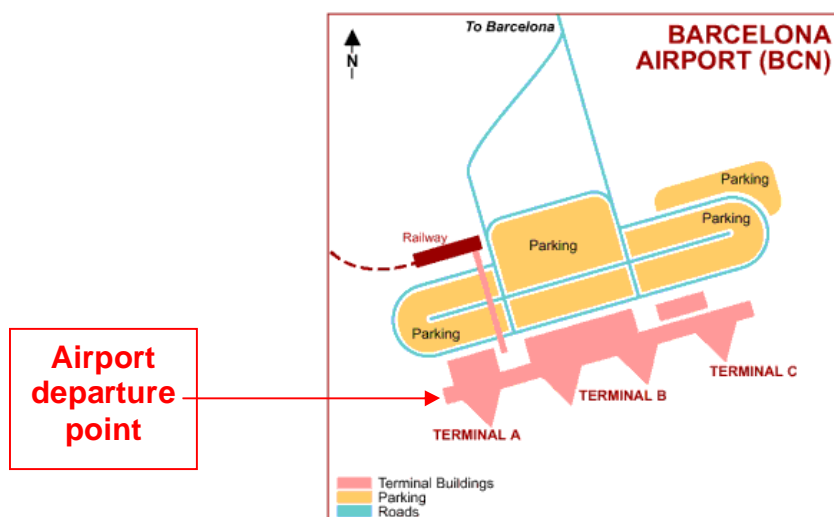 To Barcelona
BARCELONA
AIRPORT (BCN)
N
Parking
Parking
Railway
Parking
Parking
Airport
departure
point
TERMINAL C
TERMINAL B
TERMINAL A
Terminal Buildings
Parking
Roads